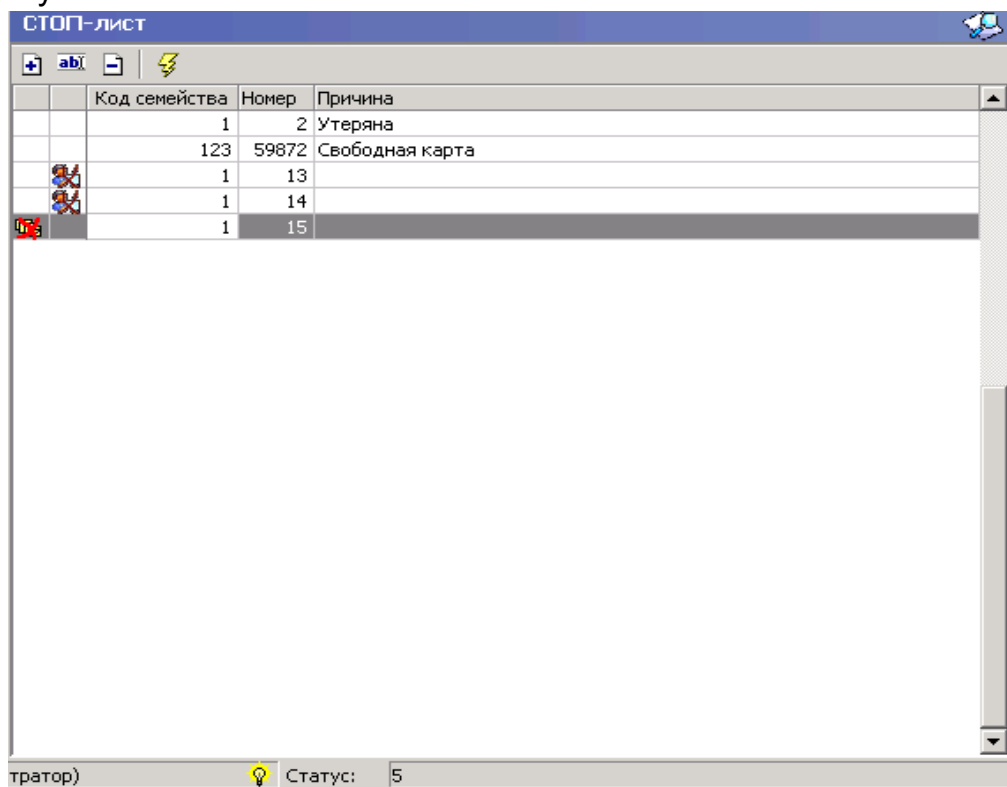 СТОП-лист
abI
Код семейства Номер Причина
1 2 Утеряна
123 59872 Свободная карта
1 13
1 14
1 15
тратор) Статус: 5